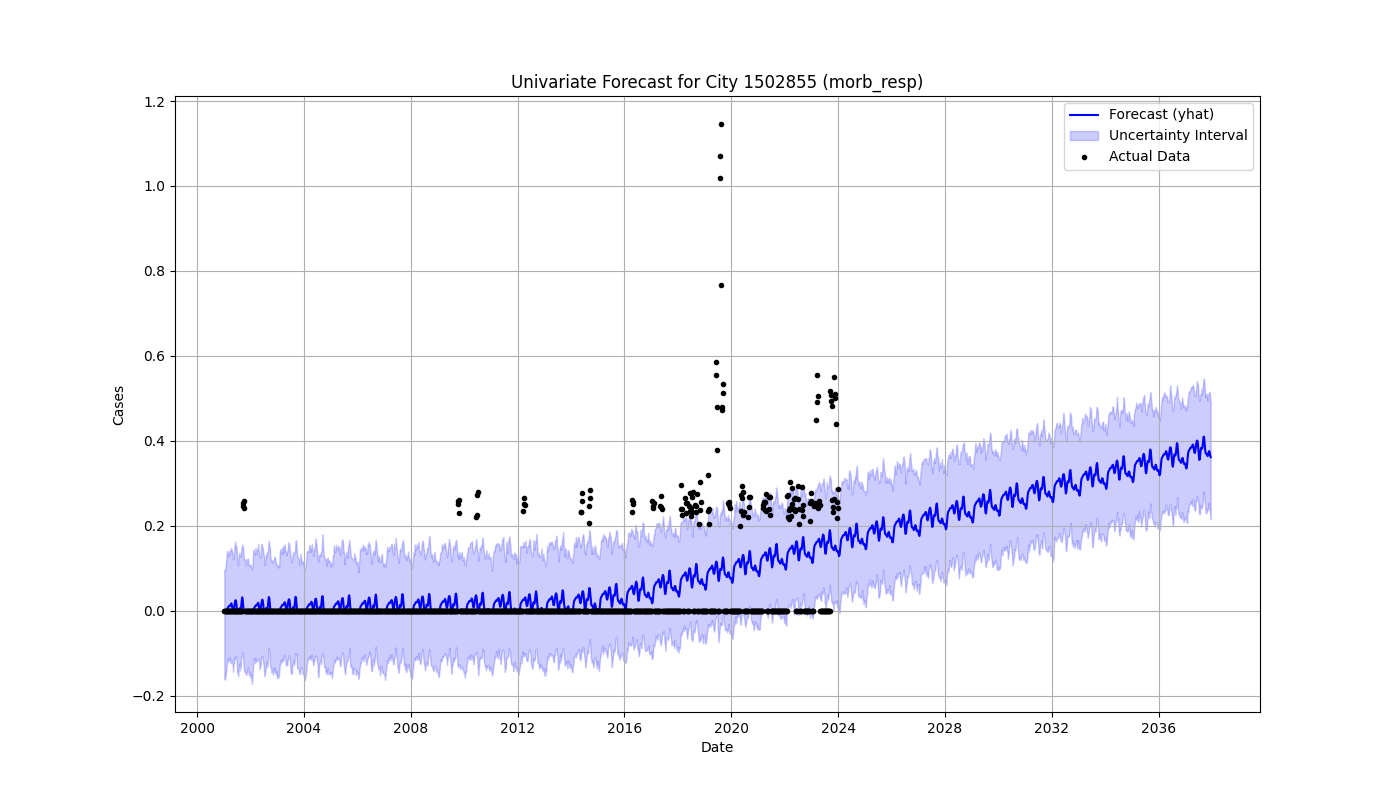 Univariate Forecast for City 1502855 (morb_resp)
Forecast (yhat)
Uncertainty Interval
Actual Data
Cases
1.2
1.0
0.8
0.6
0.4
0.2
0.0
−0.2
2000 2004 2008 2012 2016 2020 2024 2028 2032 2036
Date